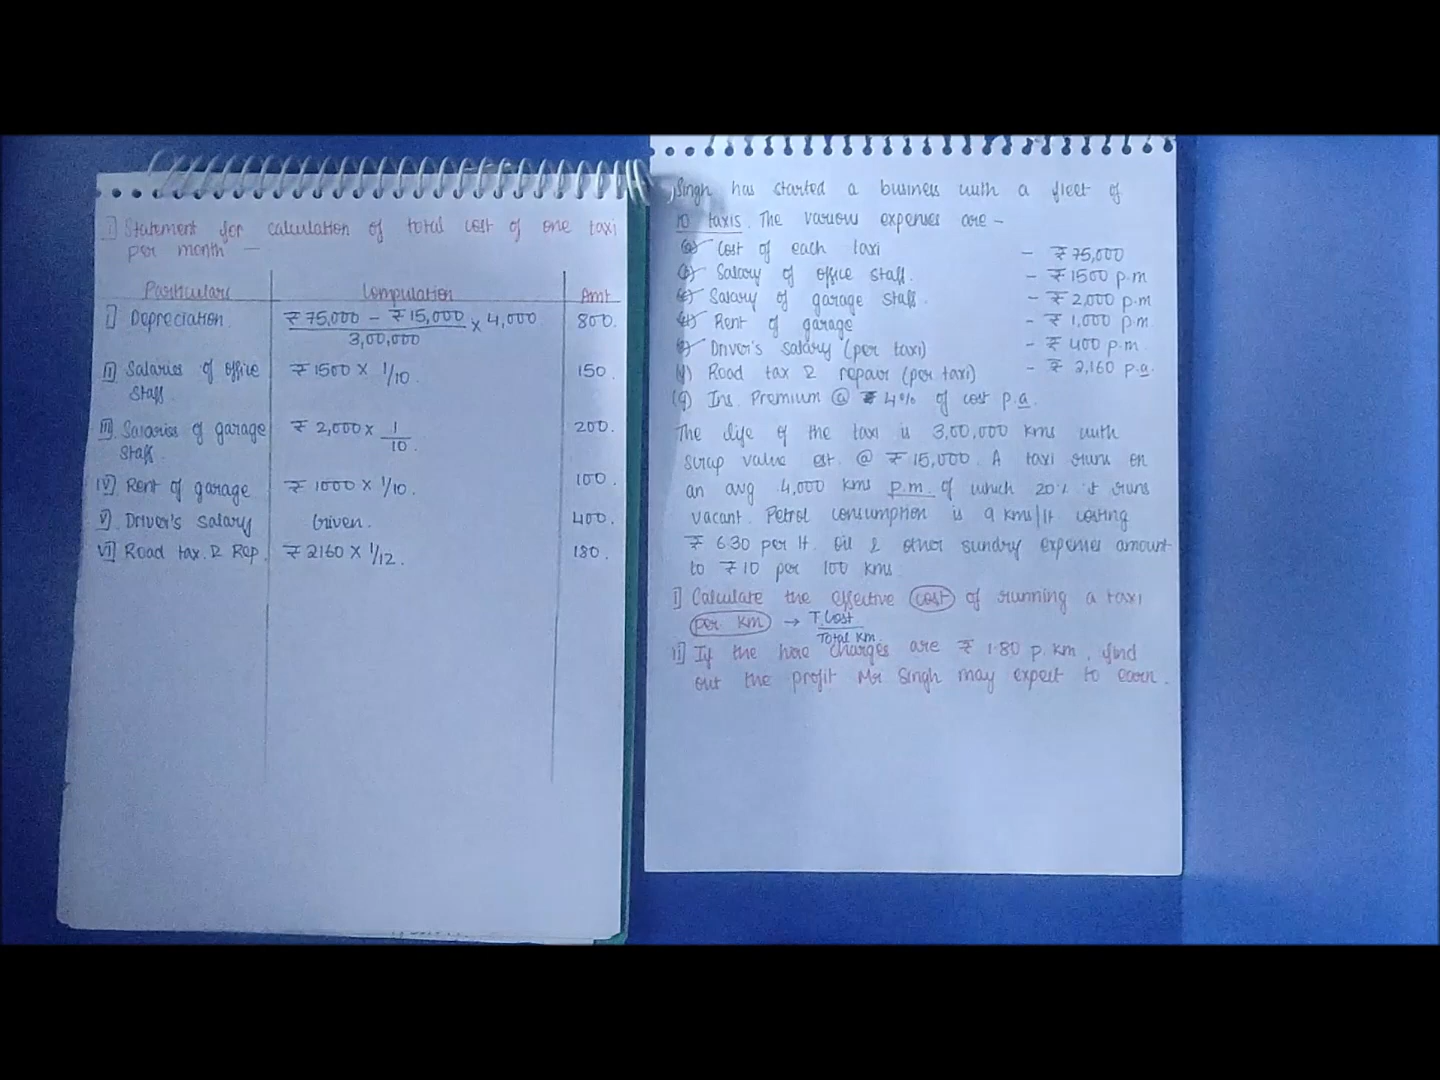 I] Statement for calculation of total cost of one taxi
per month —
Particulars Computation Amt
I] Depreciation ₹ 75,000 - ₹ 15,000 / 3,00,000 × 4,000 800.
II] Salaries of office staff. ₹ 1500 × 1/10. 150.
III] Salaries of garage staff. ₹ 2,000 × 1/10. 200.
IV] Rent of garage ₹ 1000 × 1/10. 100.
V] Driver's salary Given. 400.
VI] Road tax. & Rep. ₹ 2160 × 1/12. 180.
Singh has started a business with a fleet of
10 taxis. The various expenses are -
(a) Cost of each taxi - ₹ 75,000
(b) Salary of office staff. - ₹ 1500 p.m
(c) Salary of garage staff. - ₹ 2,000 p.m
(d) Rent of garage - ₹ 1,000 p.m.
(e) Driver's salary (per taxi) - ₹ 400 p.m.
(f) Road tax & repair (per taxi) - ₹ 2,160 p.a.
(g) Ins. Premium @ 4% of cost p.a.
The life of the taxi is 3,00,000 kms with
scrap value est. @ ₹ 15,000. A taxi runs on
an avg 4,000 kms p.m. of which 20% it runs
vacant. Petrol consumption is 9 kms/lt costing
₹ 6.30 per lt. Oil & other sundry expenses amount
to ₹ 10 per 100 kms
I] Calculate the effective cost of running a taxi
per km → T.Cost / Total Km.
II] If the hire charges are ₹ 1.80 p. km, find
out the profit Mr Singh may expect to earn.